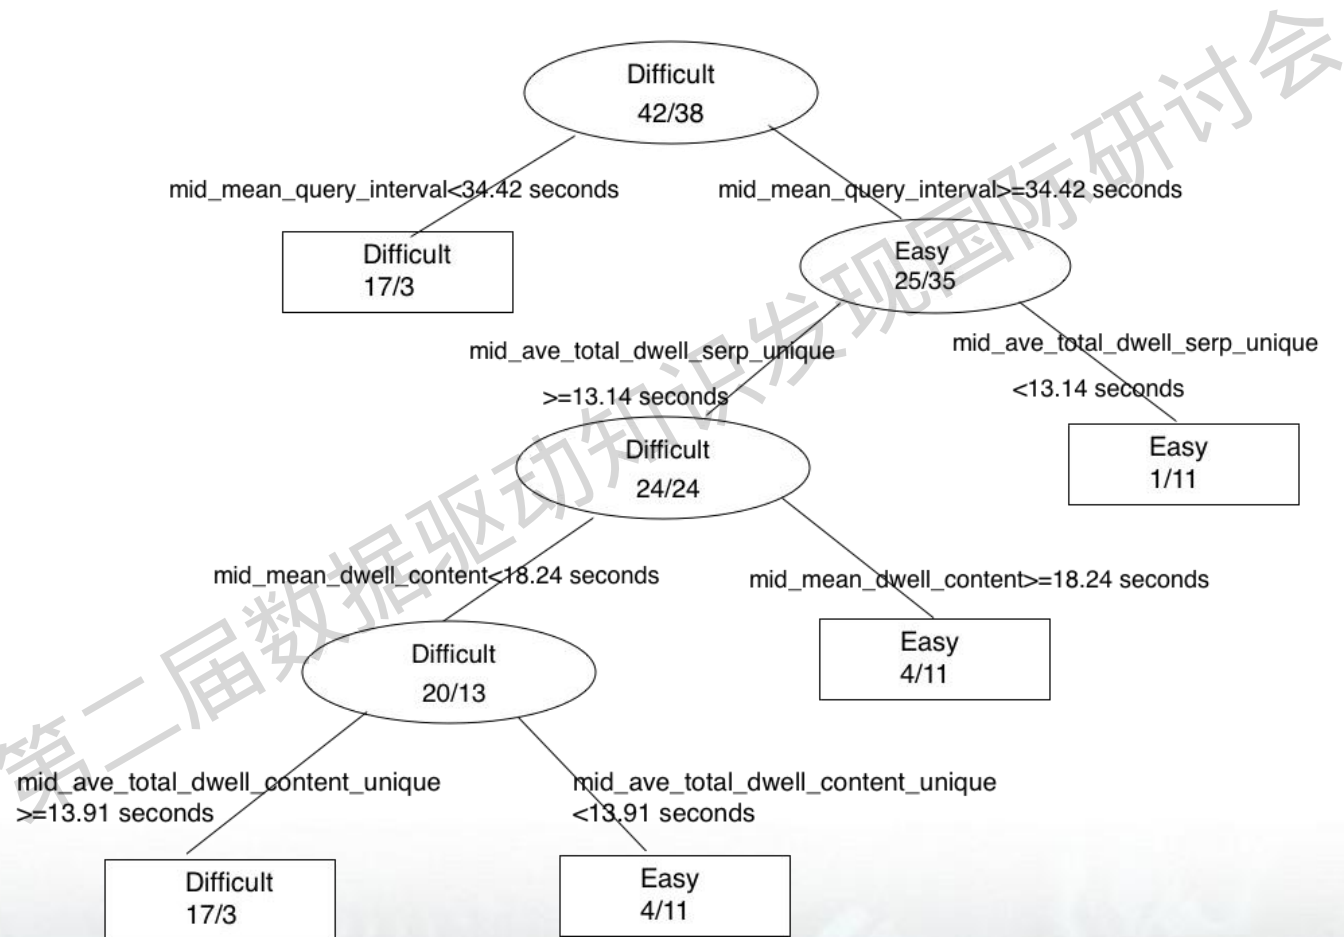 Difficult
42/38
mid_mean_query_interval<34.42 seconds
mid_mean_query_interval>=34.42 seconds
Difficult
17/3
Easy
25/35
mid_ave_total_dwell_serp_unique
>=13.14 seconds
mid_ave_total_dwell_serp_unique
<13.14 seconds
Difficult
24/24
Easy
1/11
mid_mean_dwell_content<18.24 seconds
mid_mean_dwell_content>=18.24 seconds
Difficult
20/13
Easy
4/11
mid_ave_total_dwell_content_unique
>=13.91 seconds
mid_ave_total_dwell_content_unique
<13.91 seconds
Difficult
17/3
Easy
4/11
第二届数据驱动知识发现国际研讨会